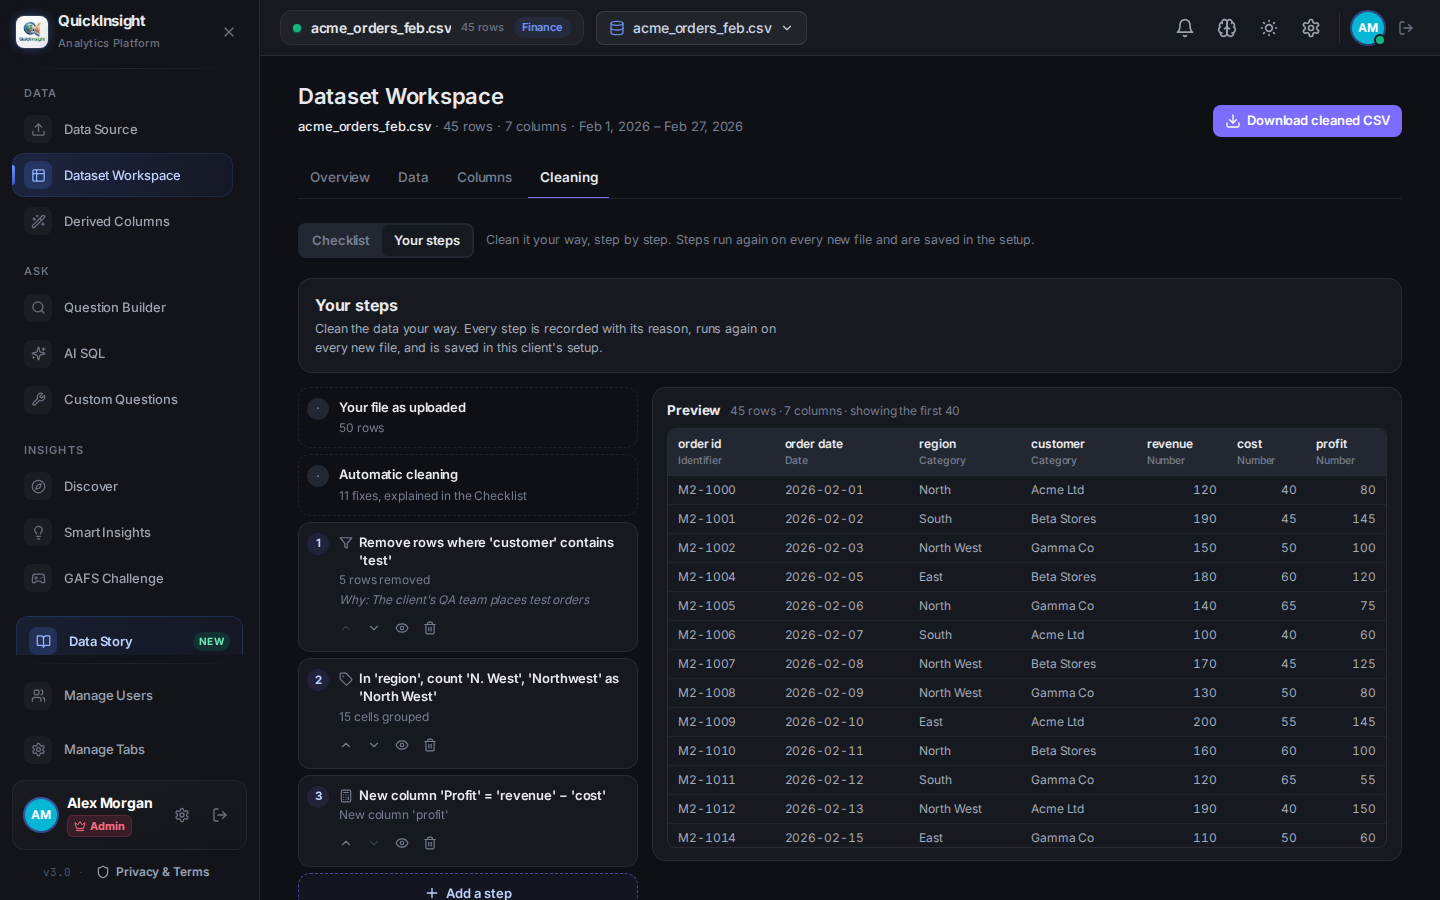 QuickInsight
Analytics Platform
DATA
Data Source
Dataset Workspace
Derived Columns
ASK
Question Builder
AI SQL
Custom Questions
INSIGHTS
Discover
Smart Insights
GAFS Challenge
Data Story NEW
Manage Users
Manage Tabs
AM Alex Morgan
Admin
v3.0 · Privacy & Terms
acme_orders_feb.csv 45 rows Finance
acme_orders_feb.csv
AM
Dataset Workspace
acme_orders_feb.csv · 45 rows · 7 columns · Feb 1, 2026 – Feb 27, 2026
Download cleaned CSV
Overview Data Columns Cleaning
Checklist Your steps Clean it your way, step by step. Steps run again on every new file and are saved in the setup.
Your steps
Clean the data your way. Every step is recorded with its reason, runs again on
every new file, and is saved in this client's setup.
Your file as uploaded
50 rows
Automatic cleaning
11 fixes, explained in the Checklist
1 Remove rows where 'customer' contains
'test'
5 rows removed
Why: The client's QA team places test orders
2 In 'region', count 'N. West', 'Northwest' as
'North West'
15 cells grouped
3 New column 'Profit' = 'revenue' − 'cost'
New column 'profit'
+ Add a step
Preview 45 rows · 7 columns · showing the first 40
order id order date region customer revenue cost profit
Identifier Date Category Category Number Number Number
M2-1000 2026-02-01 North Acme Ltd 120 40 80
M2-1001 2026-02-02 South Beta Stores 190 45 145
M2-1002 2026-02-03 North West Gamma Co 150 50 100
M2-1004 2026-02-05 East Beta Stores 180 60 120
M2-1005 2026-02-06 North Gamma Co 140 65 75
M2-1006 2026-02-07 South Acme Ltd 100 40 60
M2-1007 2026-02-08 North West Beta Stores 170 45 125
M2-1008 2026-02-09 North West Gamma Co 130 50 80
M2-1009 2026-02-10 East Acme Ltd 200 55 145
M2-1010 2026-02-11 North Beta Stores 160 60 100
M2-1011 2026-02-12 South Gamma Co 120 65 55
M2-1012 2026-02-13 North West Acme Ltd 190 40 150
M2-1014 2026-02-15 East Gamma Co 110 50 60